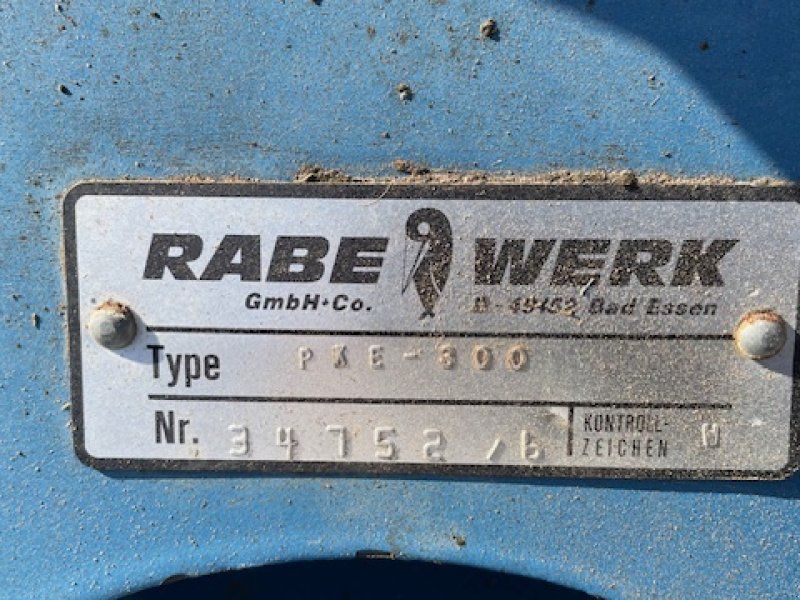 RABE WERK
GmbH+Co. D-49152 Bad Essen
Type PKE-300
Nr. 34752/6 KONTROLL-
ZEICHEN H